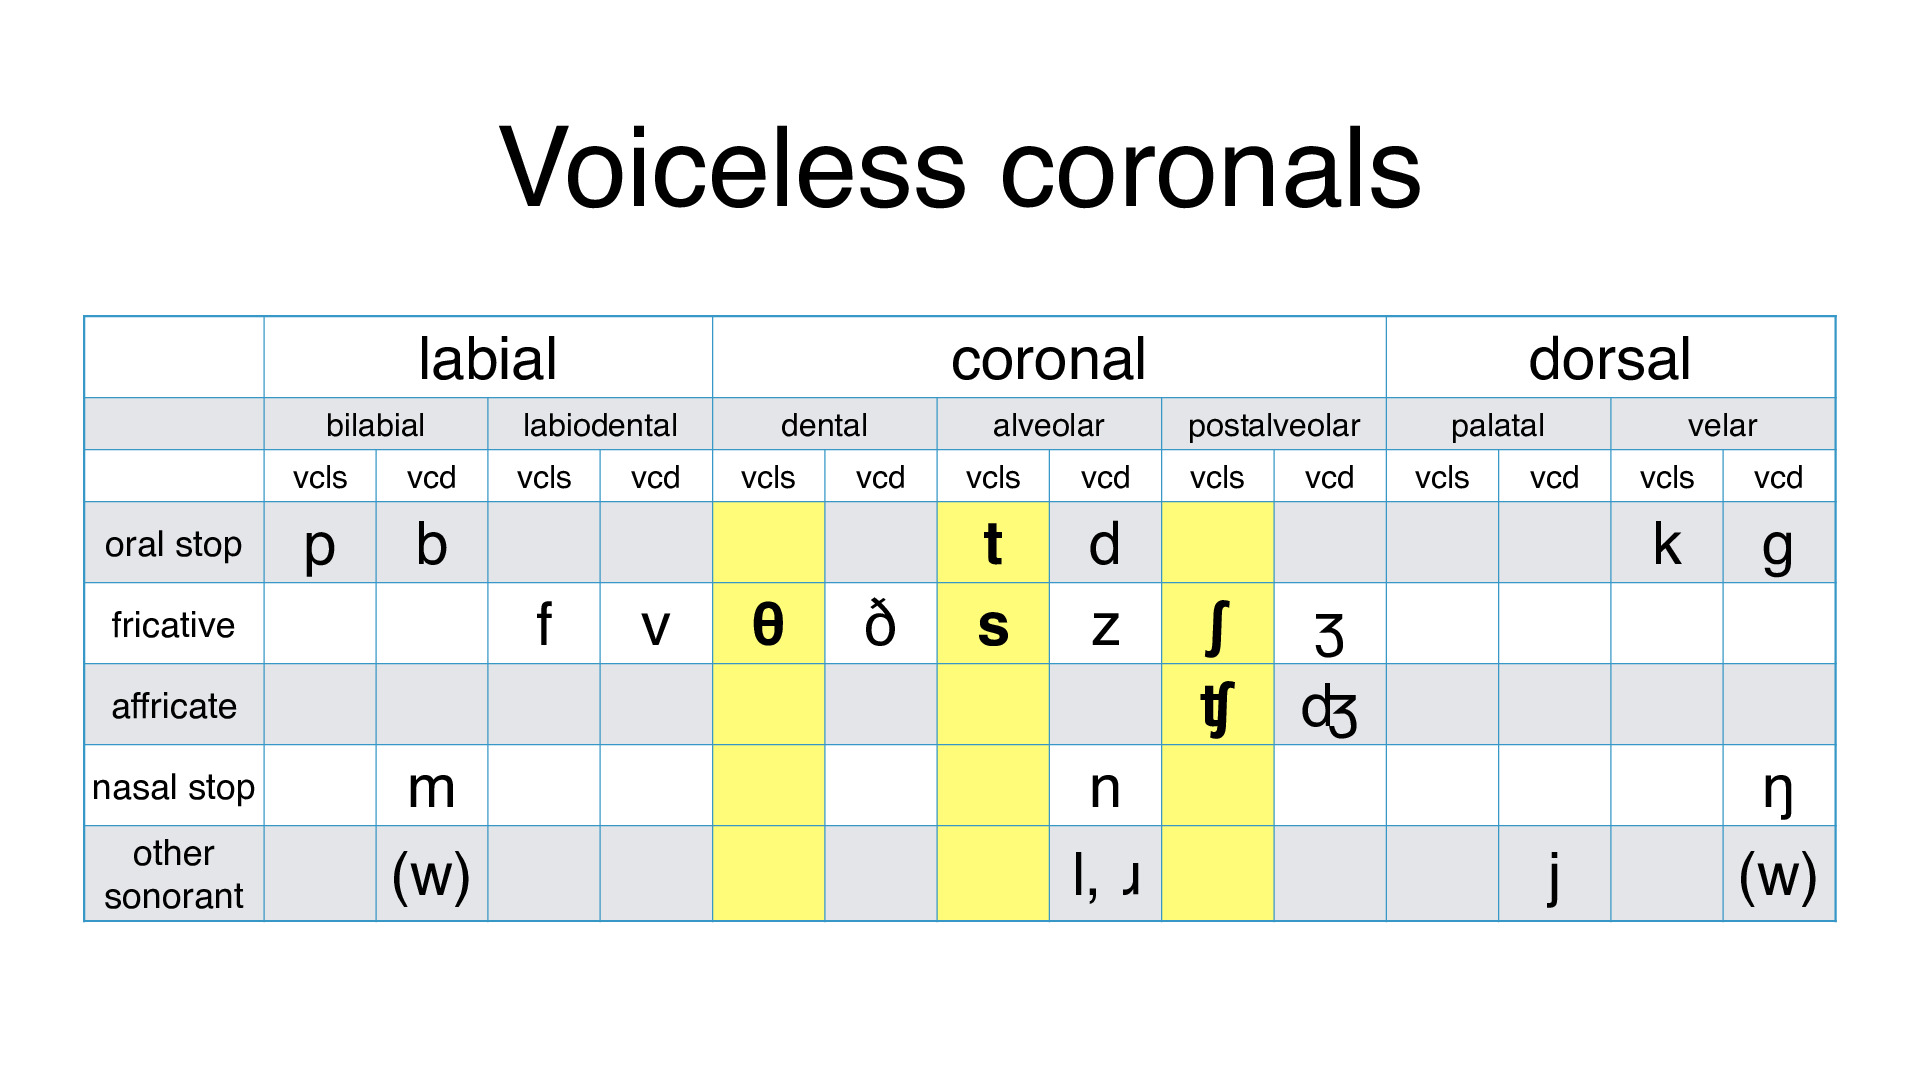 Voiceless coronals
labial coronal dorsal
bilabial labiodental dental alveolar postalveolar palatal velar
vcls vcd vcls vcd vcls vcd vcls vcd vcls vcd vcls vcd vcls vcd
oral stop p b t d k g
fricative f v θ ð s z ʃ ʒ
affricate ʧ ʤ
nasal stop m n ŋ
other
sonorant (w) l, ɹ j (w)